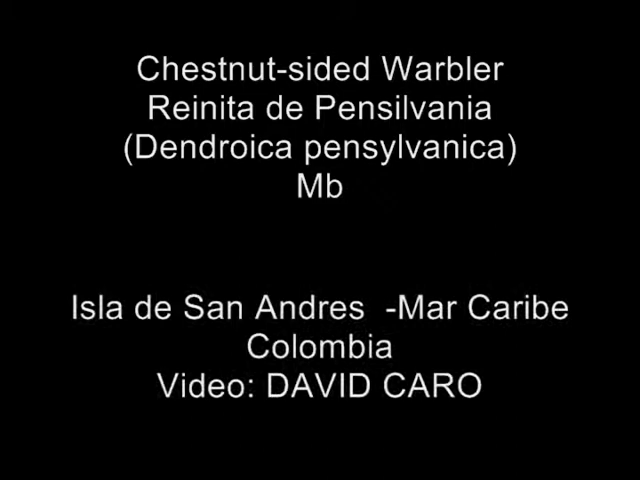 Chestnut-sided Warbler
Reinita de Pensilvania
(Dendroica pensylvanica)
Mb
Isla de San Andres  -Mar Caribe
Colombia
Video: DAVID CARO